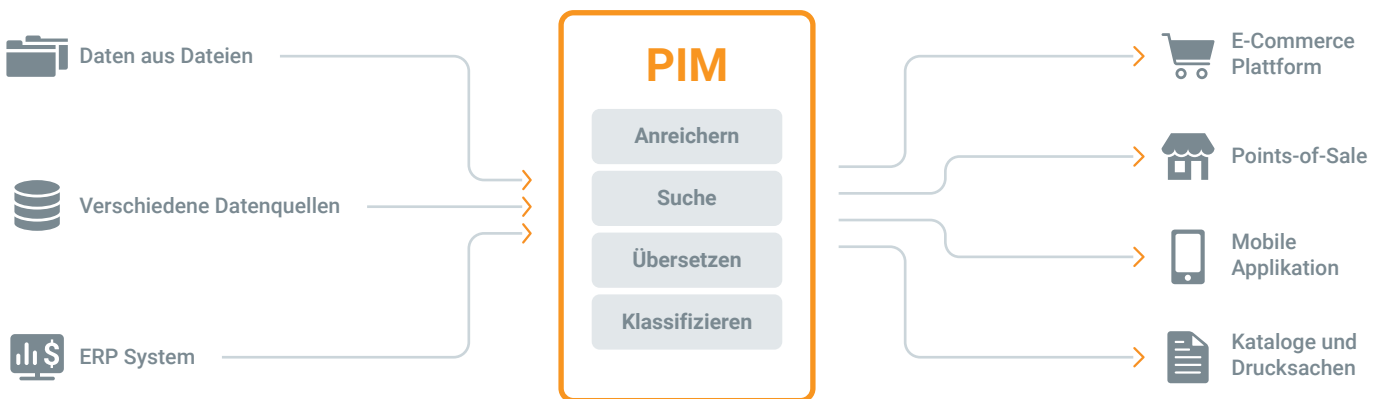 Daten aus Dateien
Verschiedene Datenquellen
ERP System
PIM
Anreichern
Suche
Übersetzen
Klassifizieren
E-Commerce
Plattform
Points-of-Sale
Mobile
Applikation
Kataloge und
Drucksachen